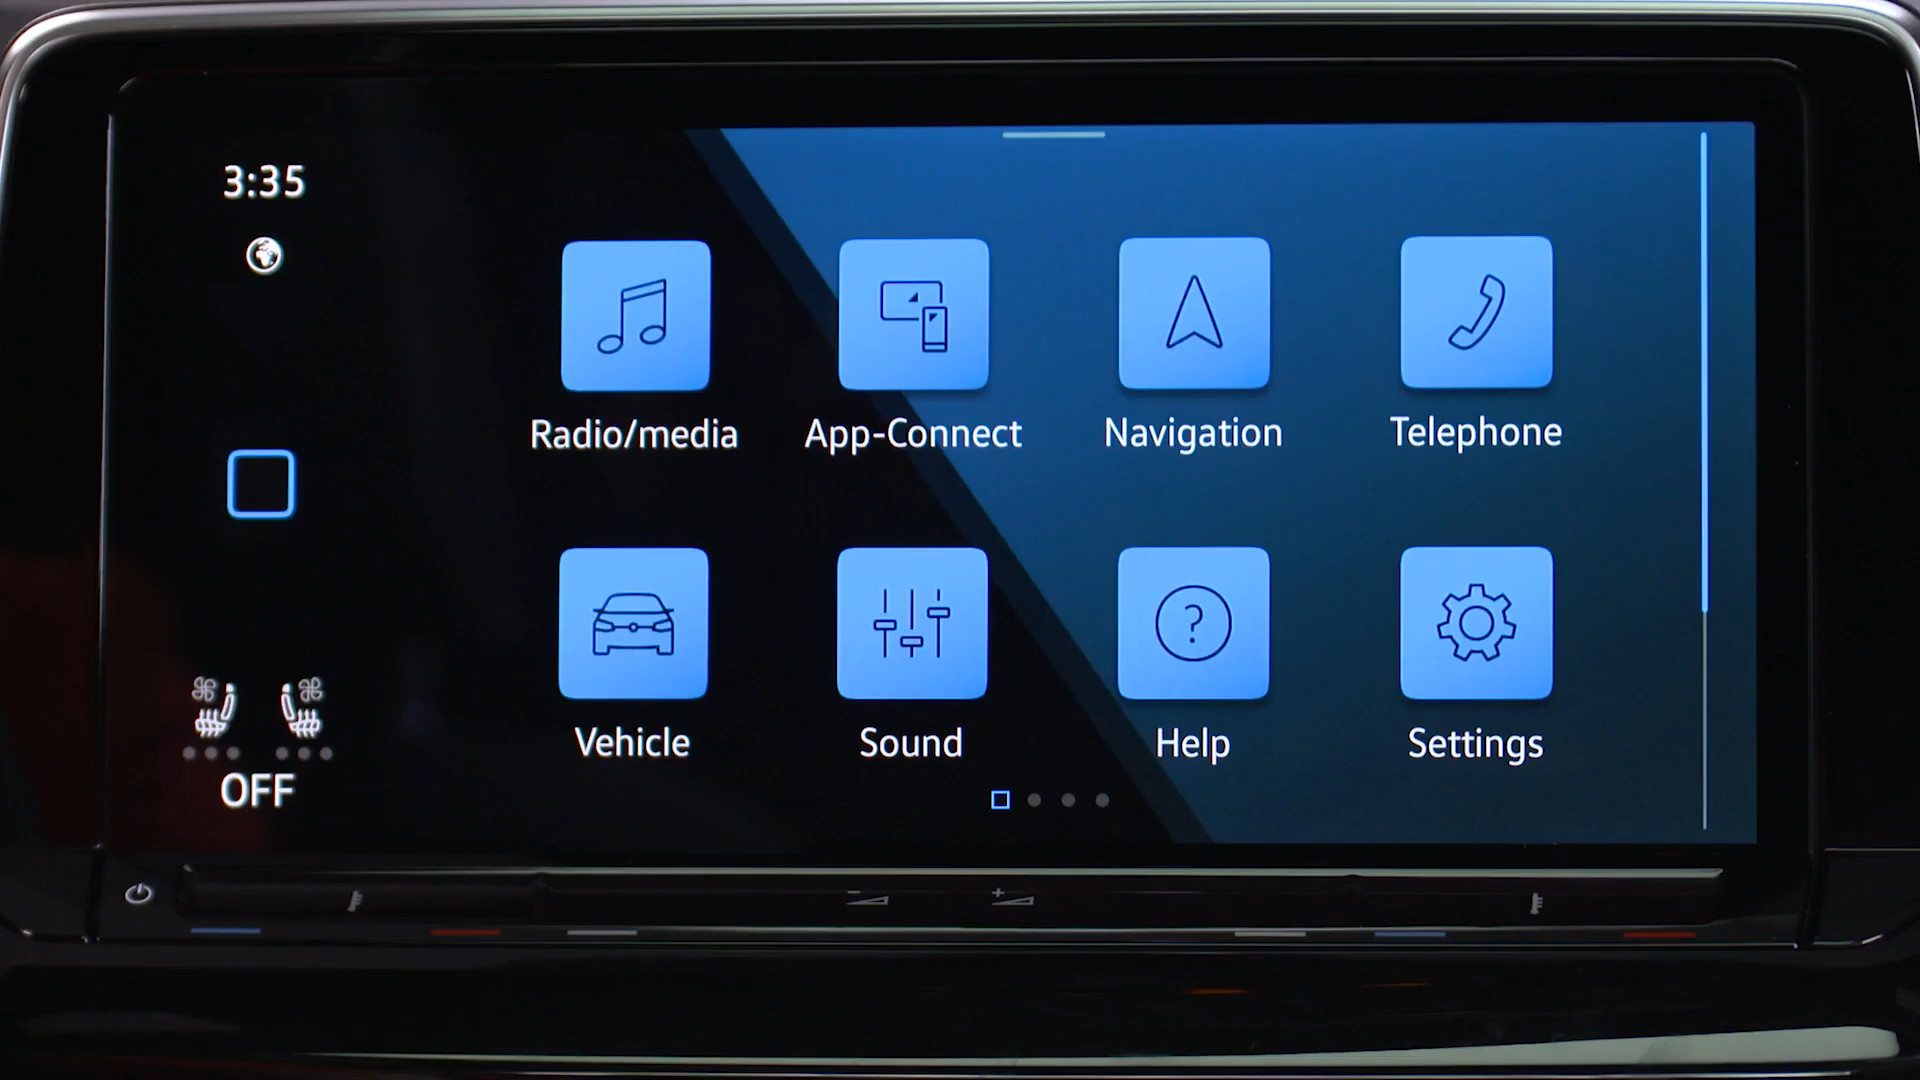 3:35
Radio/media
App-Connect
Navigation
Telephone
Vehicle
Sound
Help
Settings
OFF